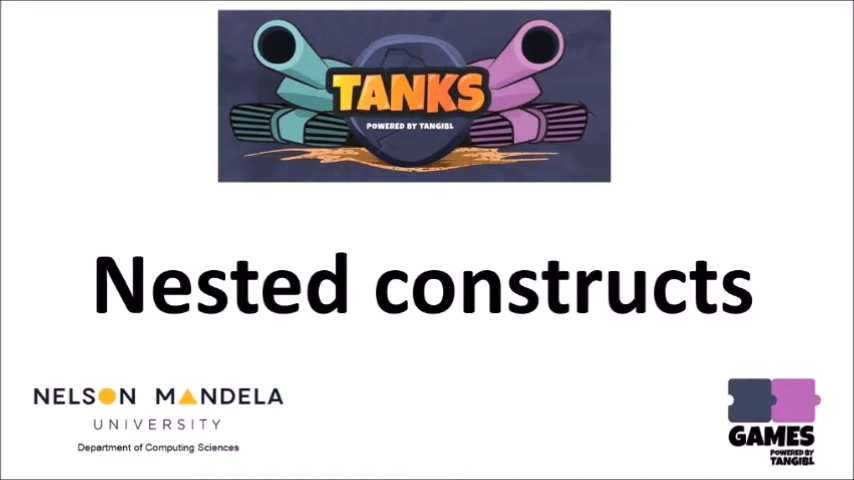 TANKS
POWERED BY TANGIBL
Nested constructs
NELSON MANDELA
UNIVERSITY
Department of Computing Sciences
GAMES
POWERED BY
TANGIBL